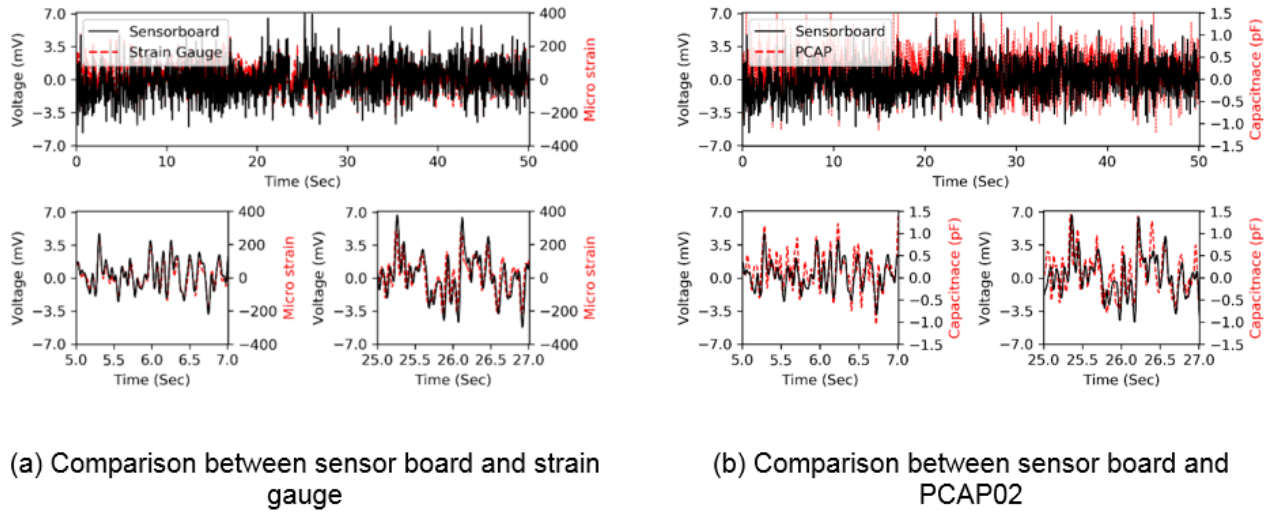 7.0
3.5
0.0
−3.5
−7.0
Voltage (mV)
Sensorboard
Strain Gauge
400
200
0
−200
−400
Micro strain
0 10 20 30 40 50
Time (Sec)
7.0
3.5
0.0
−3.5
−7.0
Voltage (mV)
400
200
0
−200
−400
Micro strain
5.0 5.5 6.0 6.5 7.0
Time (Sec)
7.0
3.5
0.0
−3.5
−7.0
Voltage (mV)
400
200
0
−200
−400
Micro strain
25.0 25.5 26.0 26.5 27.0
Time (Sec)
(a) Comparison between sensor board and strain
gauge
7.0
3.5
0.0
−3.5
−7.0
Voltage (mV)
Sensorboard
PCAP
1.5
1.0
0.5
0.0
−0.5
−1.0
−1.5
Capacitnace (pF)
0 10 20 30 40 50
Time (Sec)
7.0
3.5
0.0
−3.5
−7.0
Voltage (mV)
1.5
1.0
0.5
0.0
−0.5
−1.0
−1.5
Capacitnace (pF)
5.0 5.5 6.0 6.5 7.0
Time (Sec)
7.0
3.5
0.0
−3.5
−7.0
Voltage (mV)
1.5
1.0
0.5
0.0
−0.5
−1.0
−1.5
Capacitnace (pF)
25.0 25.5 26.0 26.5 27.0
Time (Sec)
(b) Comparison between sensor board and
PCAP02